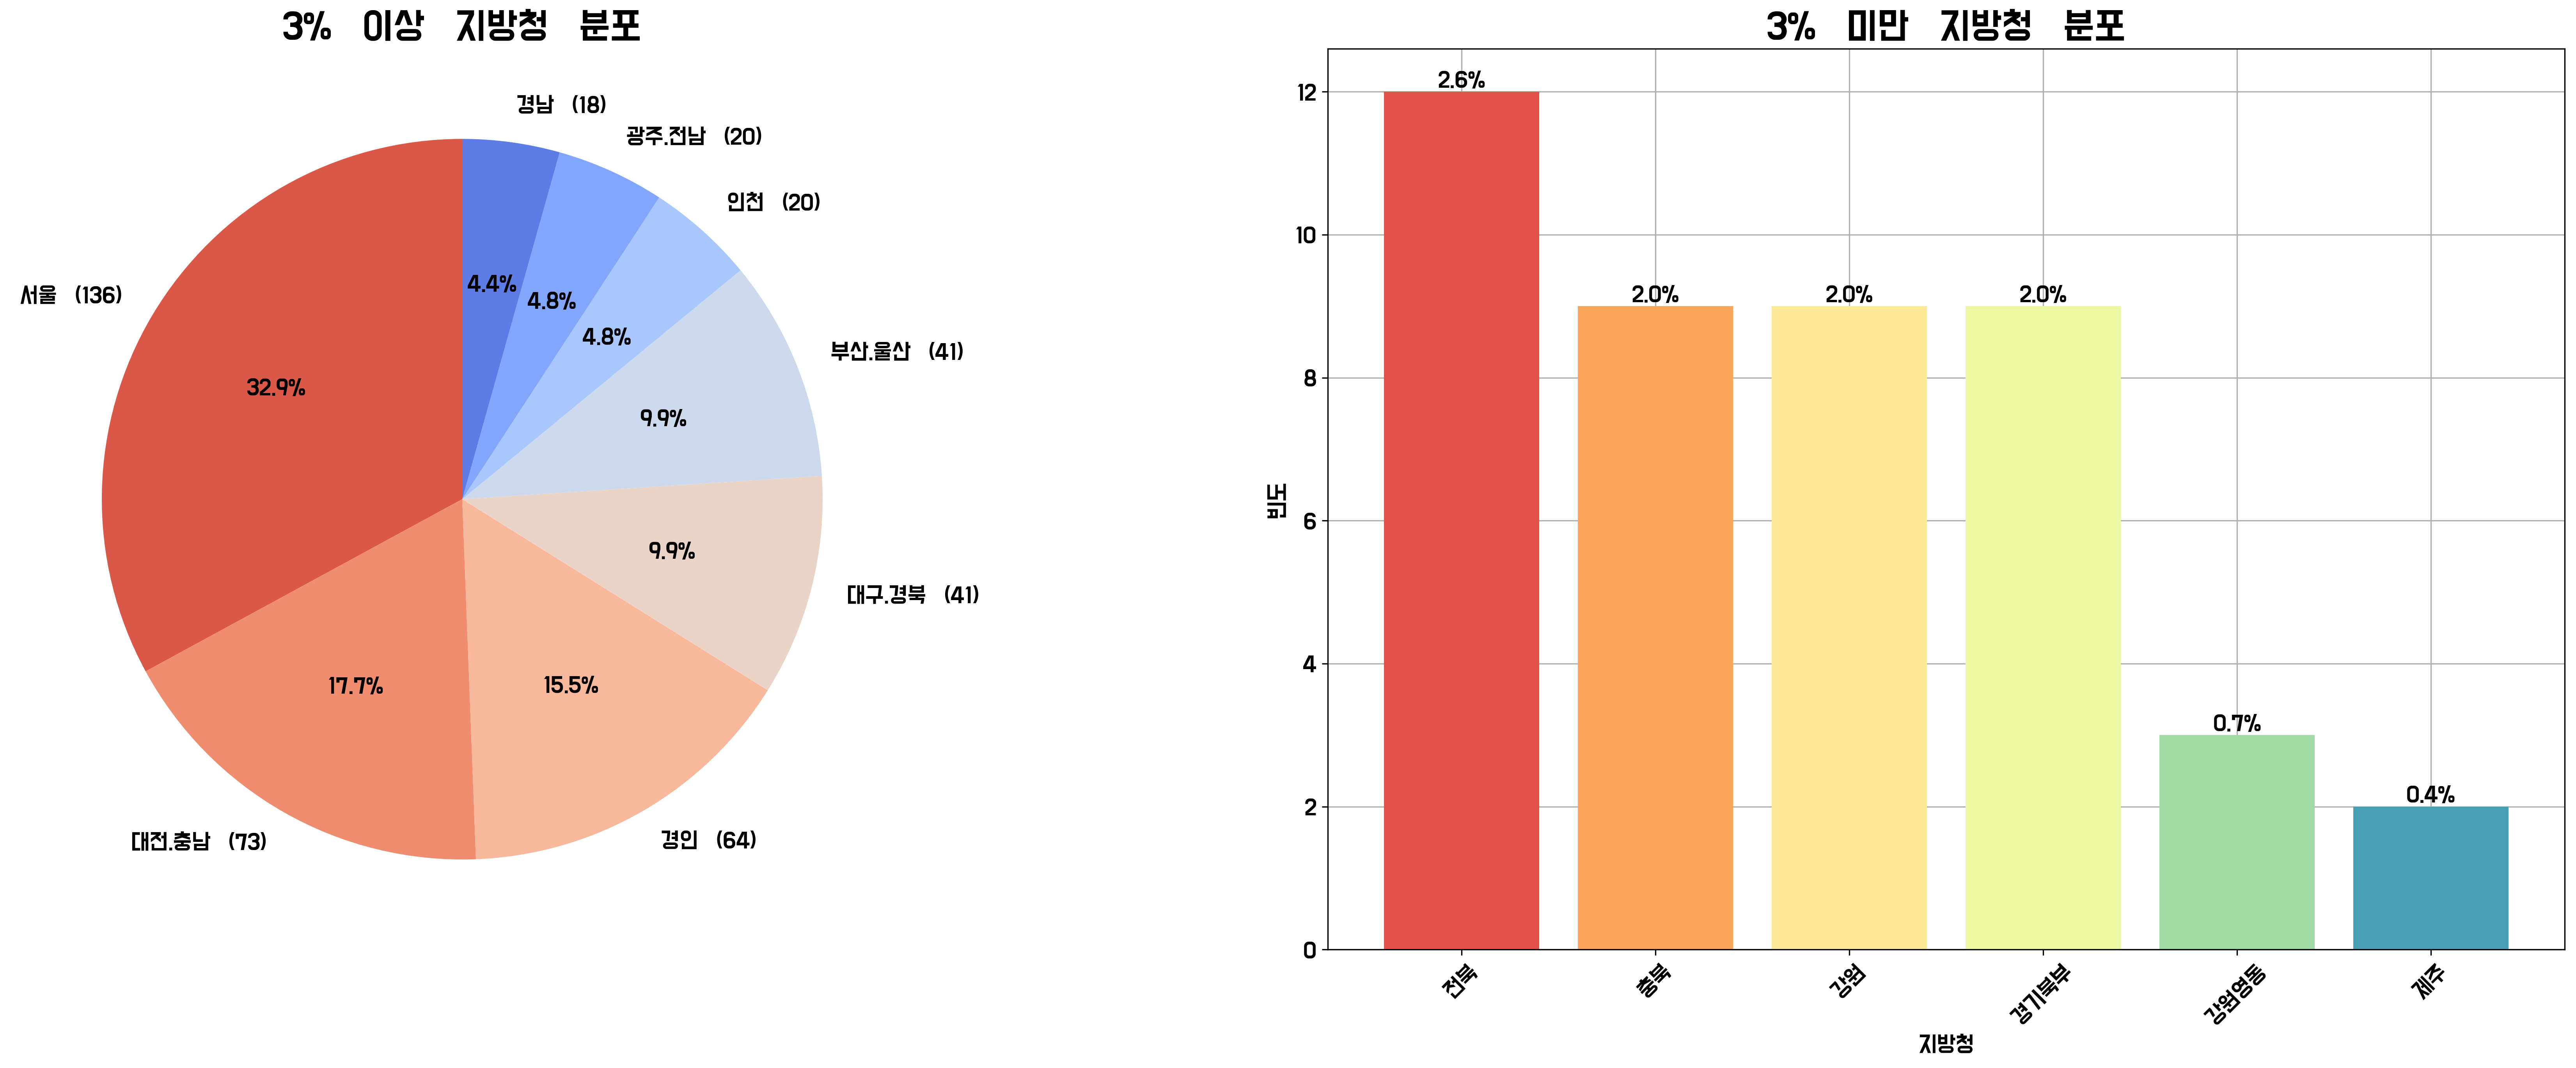 3% 이상 지방청 분포
경남 (18)
광주.전남 (20)
인천 (20)
부산.울산 (41)
대구.경북 (41)
경인 (64)
대전.충남 (73)
서울 (136)
4.4%
4.8%
4.8%
9.9%
9.9%
15.5%
17.7%
32.9%
3% 미만 지방청 분포
빈도
12
10
8
6
4
2
0
2.6%
2.0%
2.0%
2.0%
0.7%
0.4%
전북
충북
강원
경기북부
강원영동
제주
지방청